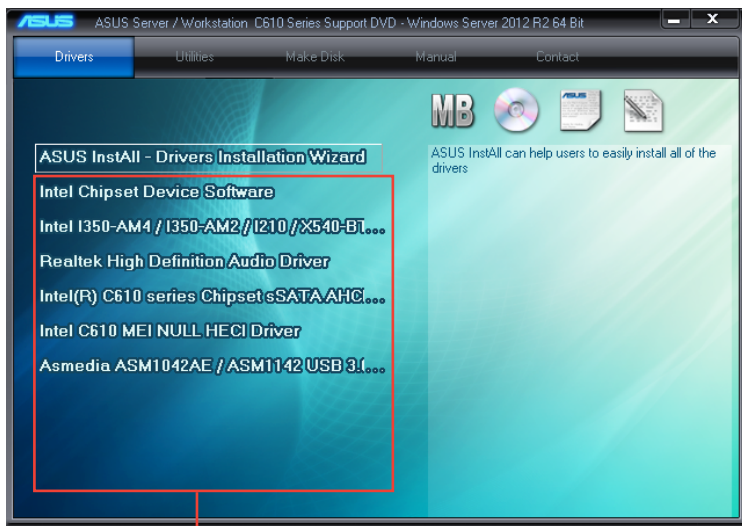 ASUS ASUS Server / Workstation C610 Series Support DVD - Windows Server 2012 R2 64 Bit
Drivers Utilities Make Disk Manual Contact
MB
ASUS
ASUS InstAll - Drivers Installation Wizard
ASUS InstAll can help users to easily install all of the
drivers
Intel Chipset Device Software
Intel I350-AM4 / I350-AM2 / I210 / X540-BT...
Realtek High Definition Audio Driver
Intel(R) C610 series Chipset sSATA AHCI...
Intel C610 MEI NULL HECI Driver
Asmedia ASM1042AE / ASM1142 USB 3.0...